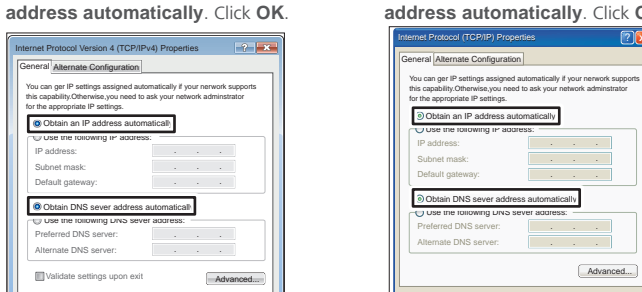 address automatically. Click OK.
Internet Protocol Version 4 (TCP/IPv4) Properties
General Alternate Configuration
You can ger IP settings assigned automatically if your nerwork supports
this capability.Otherwise,you need to ask your network adminstrator
for the appropriate IP settings.
Obtain an IP address automatically
Use the following IP address:
IP address:
Subnet mask:
Default gateway:
Obtain DNS sever address automatically
Use the following DNS sever address:
Preferred DNS server:
Alternate DNS server:
Validate settings upon exit
Advanced...
address automatically. Click
Internet Protocol (TCP/IP) Properties
General Alternate Configuration
You can ger IP settings assigned automatically if your nerwork supports
this capability.Otherwise,you need to ask your network adminstrator
for the appropriate IP settings.
Obtain an IP address automatically
Use the following IP address:
IP address:
Subnet mask:
Default gateway:
Obtain DNS sever address automatically
Use the following DNS sever address:
Preferred DNS server:
Alternate DNS server:
Advanced...